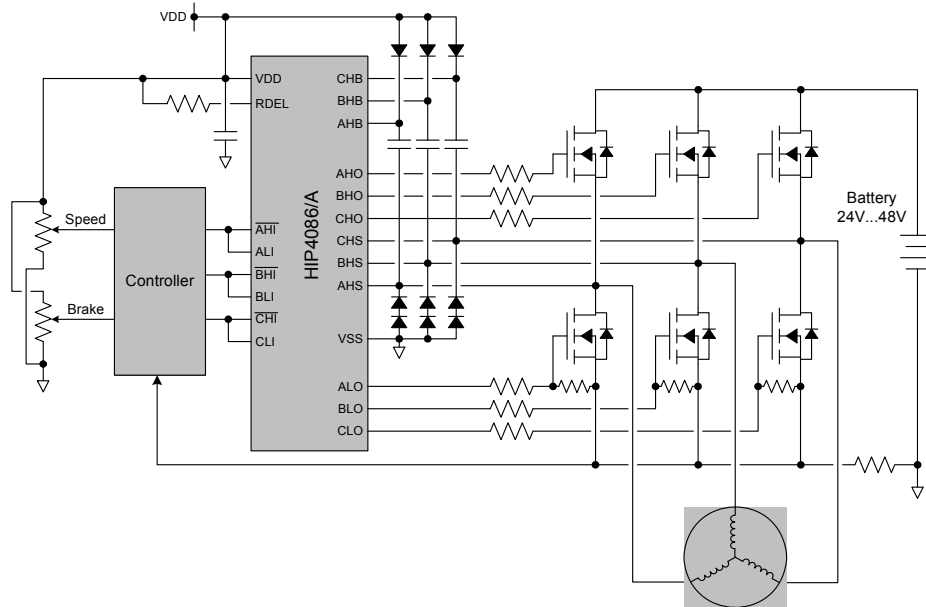 VDD
VDD
RDEL
CHB
BHB
AHB
AHO
BHO
CHO
CHS
BHS
AHS
VSS
ALO
BLO
CLO
HIP4086/A
AHI
ALI
BHI
BLI
CHI
CLI
Speed
Brake
Controller
Battery
24V...48V